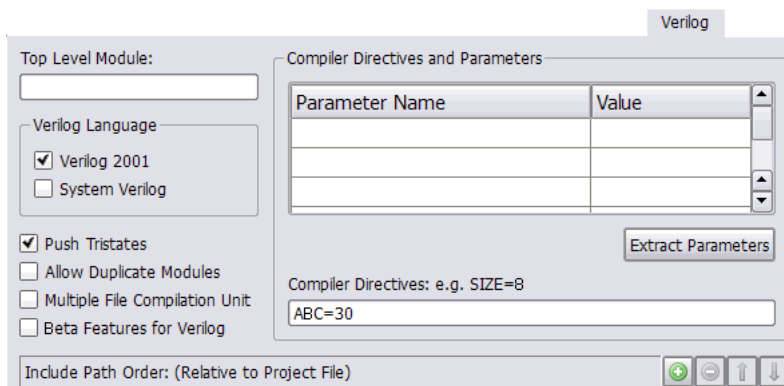 Verilog
Top Level Module:
Compiler Directives and Parameters
Parameter Name Value
Verilog Language
Verilog 2001
System Verilog
Push Tristates
Allow Duplicate Modules
Multiple File Compilation Unit
Beta Features for Verilog
Extract Parameters
Compiler Directives: e.g. SIZE=8
ABC=30
Include Path Order: (Relative to Project File)